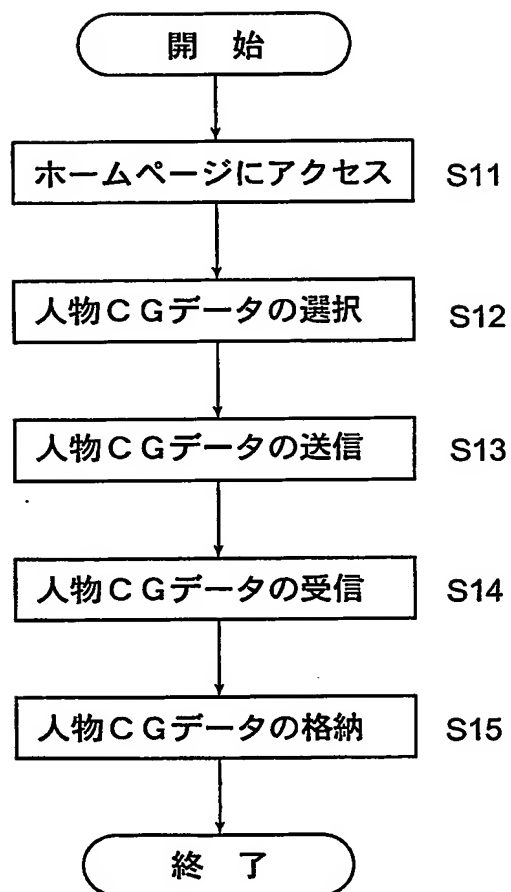 開 始
ホームページにアクセス S11
人物CGデータの選択 S12
人物CGデータの送信 S13
人物CGデータの受信 S14
人物CGデータの格納 S15
終 了